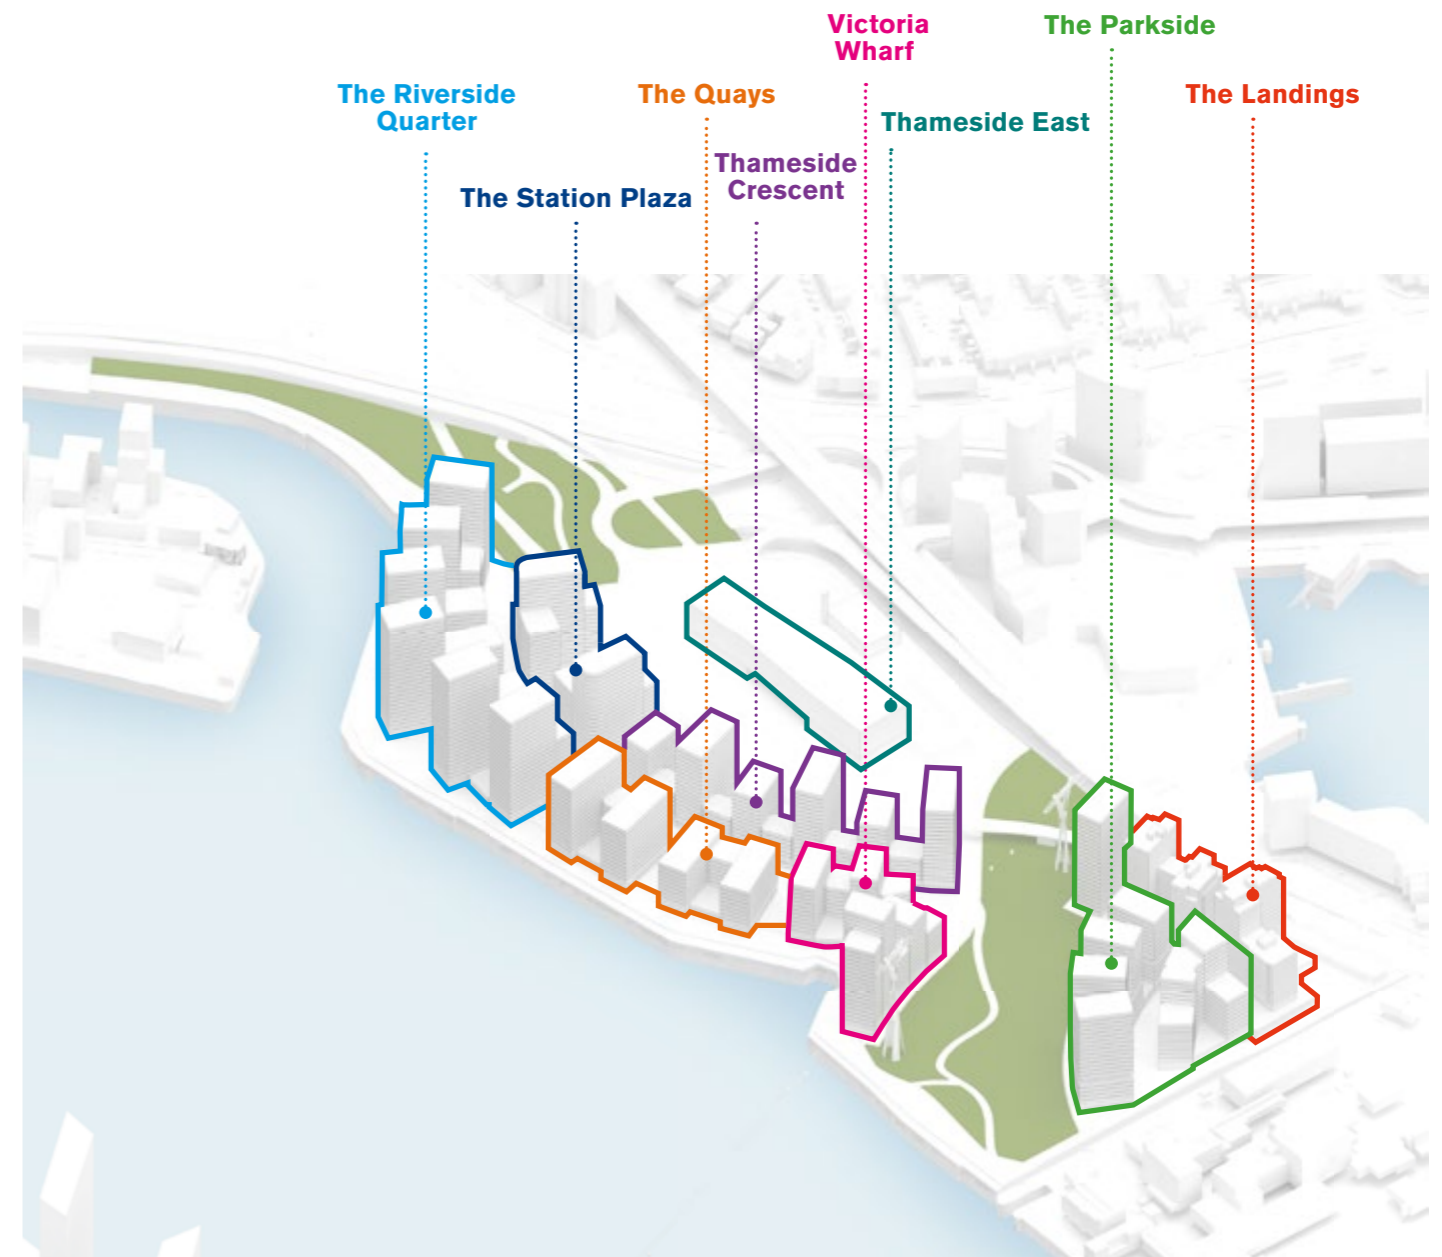 Victoria
Wharf
The Parkside
The Riverside
Quarter
The Quays
The Landings
Thameside East
Thameside
Crescent
The Station Plaza